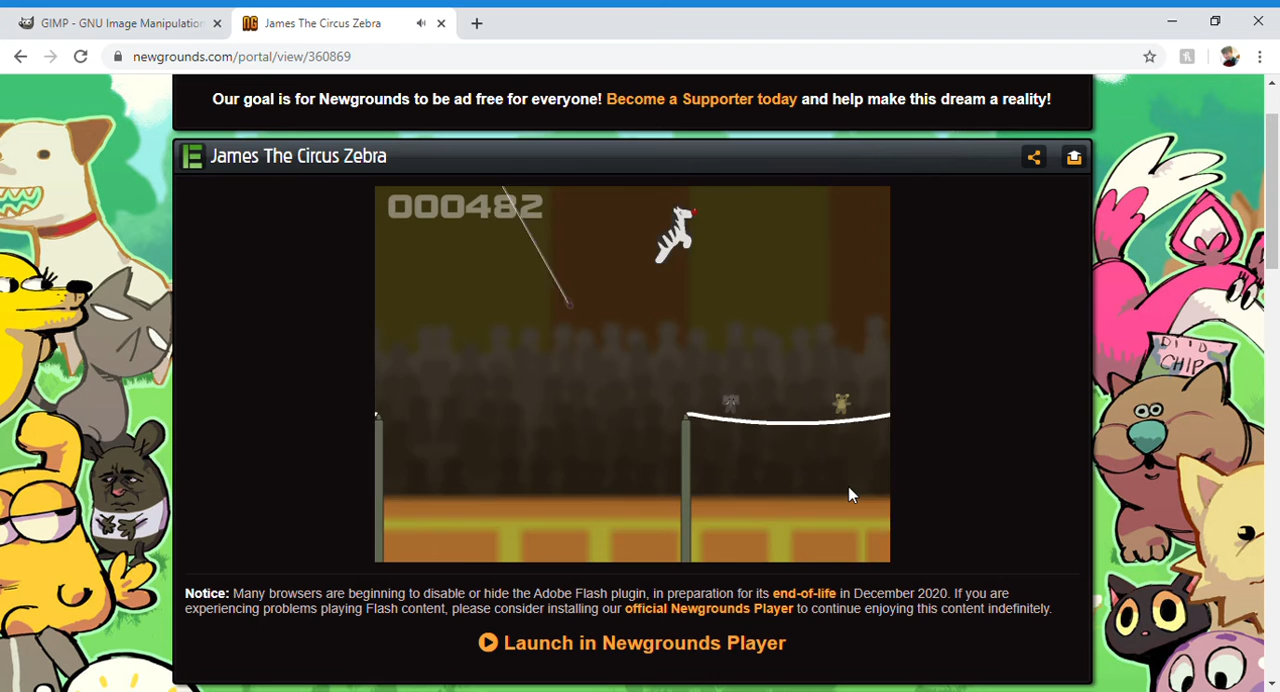 GIMP - GNU Image Manipulation
NG James The Circus Zebra
newgrounds.com/portal/view/360869
Our goal is for Newgrounds to be ad free for everyone! Become a Supporter today and help make this dream a reality!
E James The Circus Zebra
000482
DIP
CHIP
Notice: Many browsers are beginning to disable or hide the Adobe Flash plugin, in preparation for its end-of-life in December 2020. If you are
experiencing problems playing Flash content, please consider installing our official Newgrounds Player to continue enjoying this content indefinitely.
Launch in Newgrounds Player